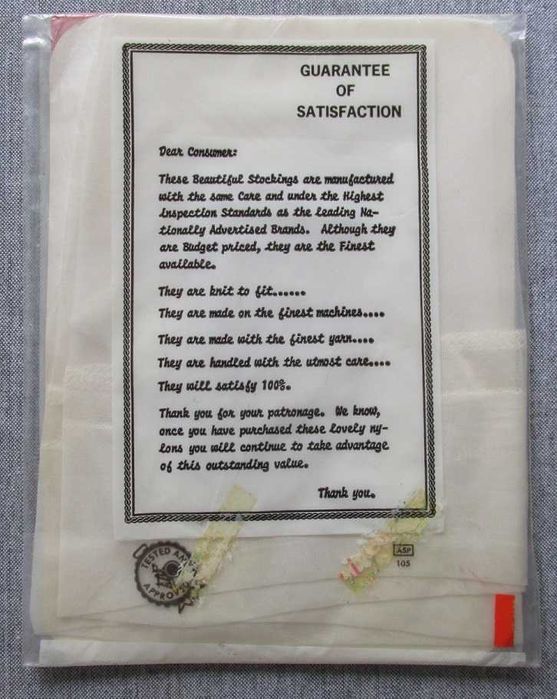 GUARANTEE
OF
SATISFACTION
Dear Consumer:
These Beautiful Stockings are manufactured
with the same Care and under the Highest
Inspection Standards as the leading Na-
tionally Advertised Brands. Although they
are Budget priced, they are the Finest
available.
They are knit to fit......
They are made on the finest machines....
They are made with the finest yarn....
They are handled with the utmost care....
They will satisfy 100%.
Thank you for your patronage. We know,
once you have purchased these lovely ny-
lons you will continue to take advantage
of this outstanding value.
Thank you.
TESTED AND
APPROVED
ASP
105